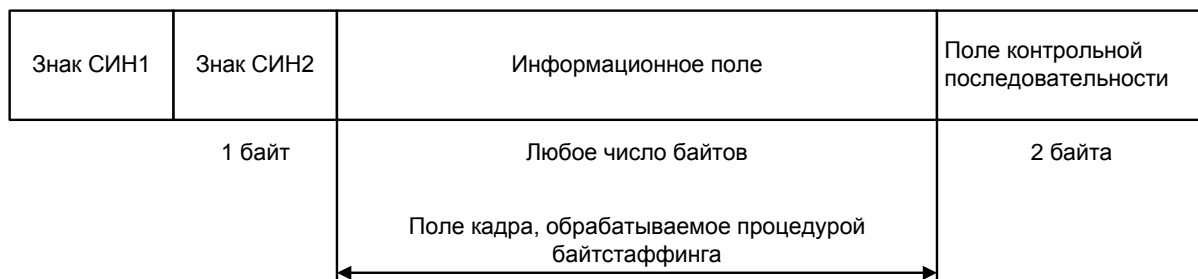 Знак СИН1
Знак СИН2
Информационное поле
Поле контрольной
последовательности
1 байт
Любое число байтов
2 байта
Поле кадра, обрабатываемое процедурой
байтстаффинга